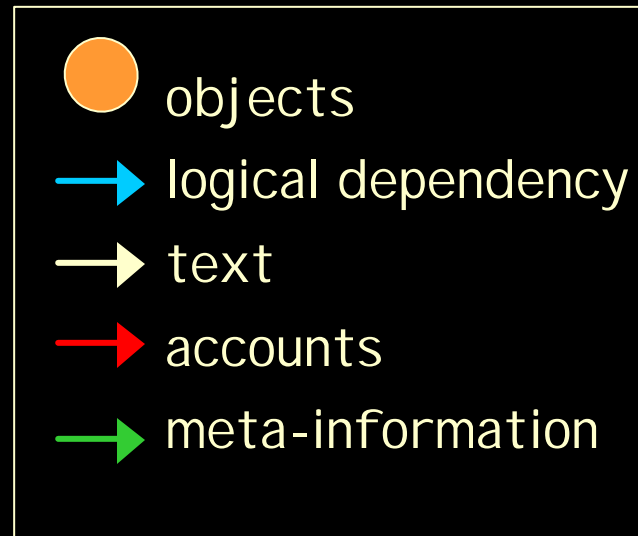 objects
logical dependency
text
accounts
meta-information